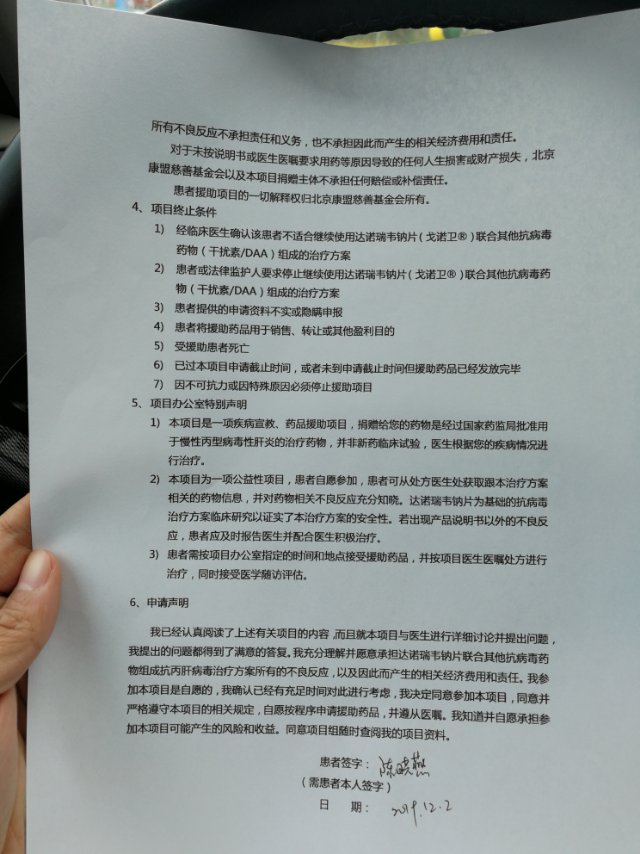 所有不良反应不承担责任和义务，也不承担因此而产生的相关经济费用和责任。
对于未按说明书或医生医嘱要求用药等原因导致的任何人生损害或财产损失，北京
康盟慈善基金会以及本项目捐赠主体不承担任何赔偿或补偿责任。
患者援助项目的一切解释权归北京康盟慈善基金会所有。
4、项目终止条件
1） 经临床医生确认该患者不适合继续使用达诺瑞韦钠片（戈诺卫®）联合其他抗病毒
药物（干扰素/DAA）组成的治疗方案
2） 患者或法律监护人要求停止继续使用达诺瑞韦钠片（戈诺卫®）联合其他抗病毒药
物（干扰素/DAA）组成的治疗方案
3） 患者提供的申请资料不实或隐瞒申报
4） 患者将援助药品用于销售、转让或其他盈利目的
5） 受援助患者死亡
6） 已过本项目申请截止时间，或者未到申请截止时间但援助药品已经发放完毕
7） 因不可抗力或因特殊原因必须停止援助项目
5、项目办公室特别声明
1） 本项目是一项疾病宣教、药品援助项目，捐赠给您的药物是经过国家药监局批准用
于慢性丙型病毒性肝炎的治疗药物，并非新药临床试验，医生根据您的疾病情况进
行治疗。
2） 本项目为一项公益性项目，患者自愿参加，患者可从处方医生处获取跟本治疗方案
相关的药物信息，并对药物相关不良反应充分知晓。达诺瑞韦钠片为基础的抗病毒
治疗方案临床研究以证实了本治疗方案的安全性。若出现产品说明书以外的不良反
应，患者应及时报告医生并配合医生积极治疗。
3） 患者需按项目办公室指定的时间和地点接受援助药品，并按项目医生医嘱处方进行
治疗，同时接受医学随访评估。
6、申请声明
我已经认真阅读了上述有关项目的内容，而且就本项目与医生进行详细讨论并提出问题，
我提出的问题都得到了满意的答复。我充分理解并愿意承担达诺瑞韦钠片联合其他抗病毒药
物组成抗丙肝病毒治疗方案所有的不良反应，以及因此而产生的相关经济费用和责任。我参
加本项目是自愿的，我确认已经有充足时间对此进行考虑，我决定同意参加本项目，同意并
严格遵守本项目的相关规定，自愿按程序申请援助药品，并遵从医嘱。我知道并自愿承担参
加本项目可能产生的风险和收益。同意项目组随时查阅我的项目资料。
患者签字：陈晓燕
（需患者本人签字）
日 期：2019.12.2